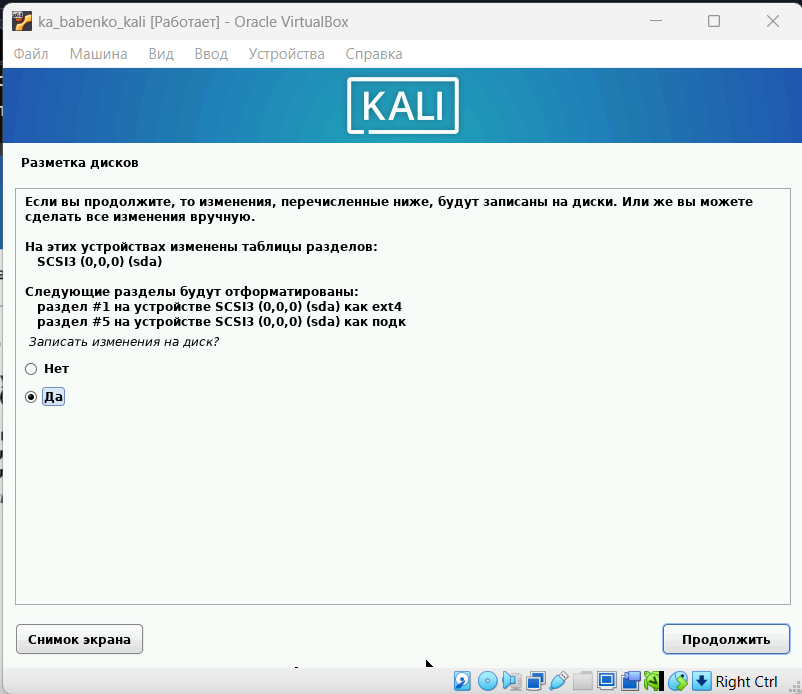 ka_babenko_kali [Работает] - Oracle VirtualBox
Файл Машина Вид Ввод Устройства Справка
KALI
Разметка дисков
Если вы продолжите, то изменения, перечисленные ниже, будут записаны на диски. Или же вы можете
сделать все изменения вручную.
На этих устройствах изменены таблицы разделов:
SCSI3 (0,0,0) (sda)
Следующие разделы будут отформатированы:
раздел #1 на устройстве SCSI3 (0,0,0) (sda) как ext4
раздел #5 на устройстве SCSI3 (0,0,0) (sda) как подк
Записать изменения на диск?
Нет
Да
Снимок экрана Продолжить
Right Ctrl